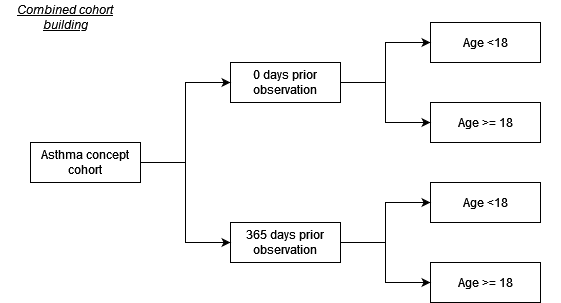 Combined cohort
building
Age <18
0 days prior
observation
Age >= 18
Asthma concept
cohort
Age <18
365 days prior
observation
Age >= 18